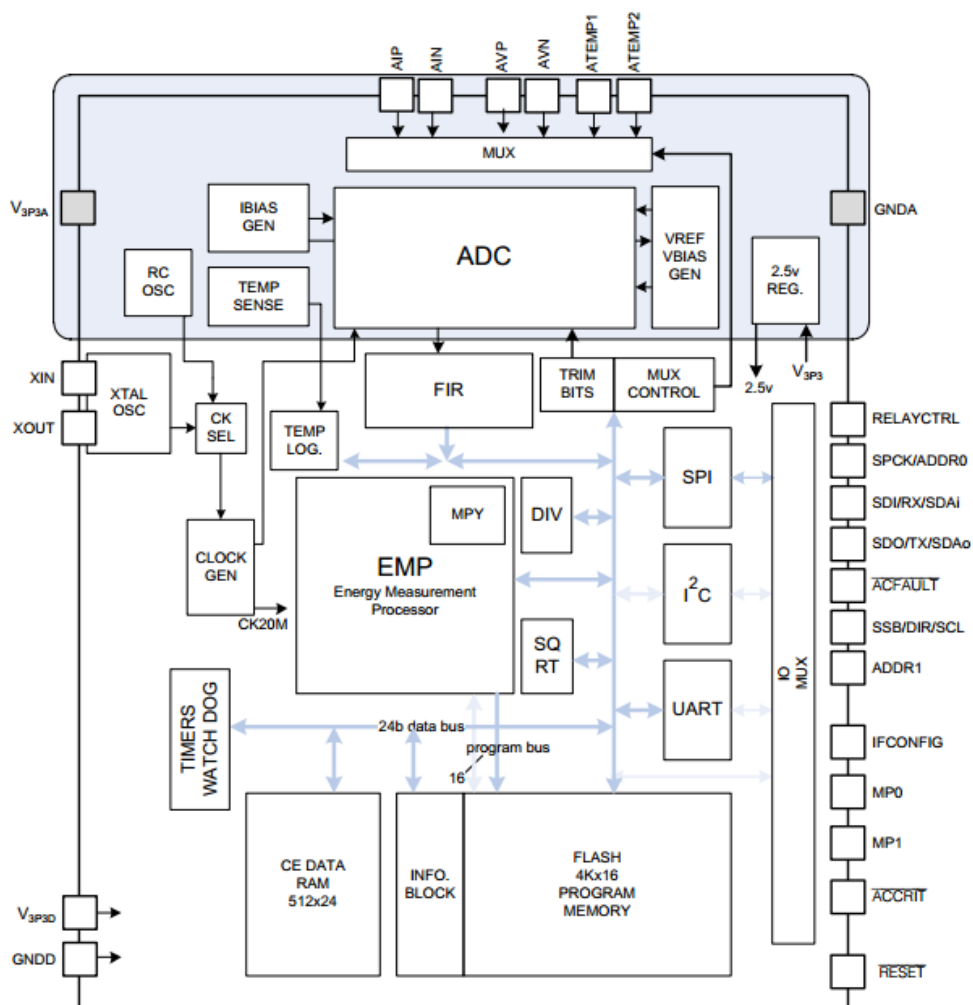 AIP
AIN
AVP
AVN
ATEMP1
ATEMP2
MUX
V3P3A
GNDA
IBIAS
GEN
ADC
VREF
VBIAS
GEN
2.5v
REG.
RC
OSC
TEMP
SENSE
XIN
XTAL
OSC
XOUT
CK
SEL
TEMP
LOG.
FIR
TRIM
BITS
MUX
CONTROL
2.5v
V3P3
RELAYCTRL
SPCK/ADDR0
SDI/RX/SDAi
SDO/TX/SDAo
ACFAULT
SSB/DIR/SCL
ADDR1
IFCONFIG
MP0
MP1
ACCRIT
RESET
SPI
I2C
UART
IO
MUX
MPY
DIV
EMP
Energy Measurement
Processor
SQ
RT
CLOCK
GEN
CK20M
TIMERS
WATCH DOG
24b data bus
program bus
16
CE DATA
RAM
512x24
INFO.
BLOCK
FLASH
4Kx16
PROGRAM
MEMORY
V3P3D
GNDD